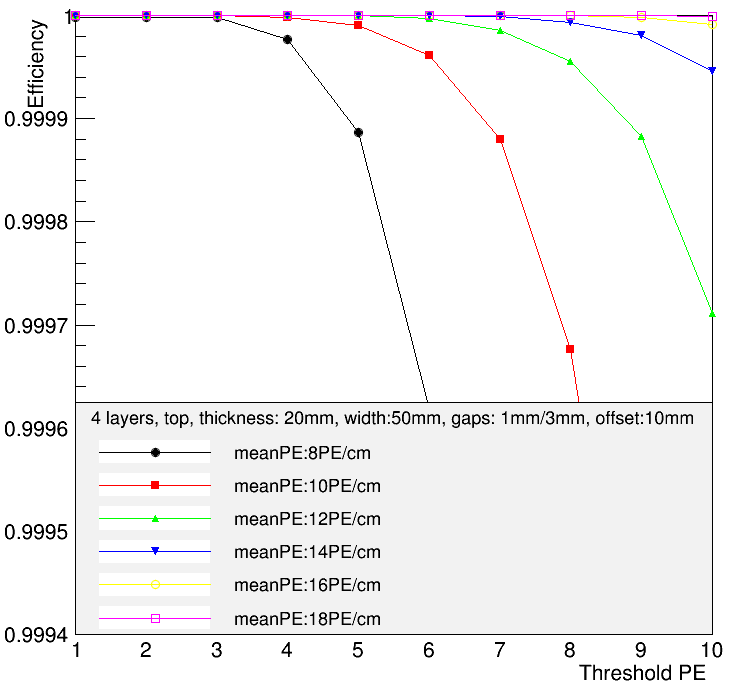 Efficiency
1
0.9999
0.9998
0.9997
0.9996
0.9995
0.9994
4 layers, top, thickness: 20mm, width:50mm, gaps: 1mm/3mm, offset:10mm
meanPE:8PE/cm
meanPE:10PE/cm
meanPE:12PE/cm
meanPE:14PE/cm
meanPE:16PE/cm
meanPE:18PE/cm
1 2 3 4 5 6 7 8 9 10
Threshold PE